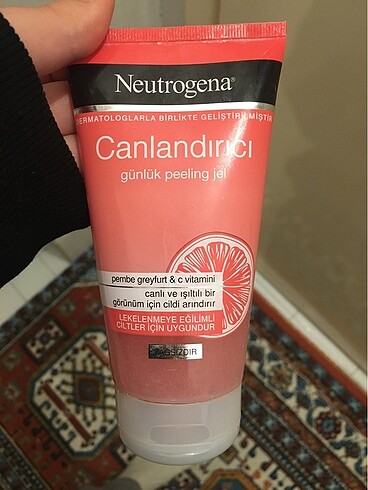 Neutrogena®
DERMATOLOGLARLA BİRLİKTE GELİŞTİRİLMİŞTİR
Canlandırıcı
günlük peeling jel
pembe greyfurt & c vitamini
canlı ve ışıltılı bir
görünüm için cildi arındırır
LEKELENMEYE EĞİLİMLİ
CİLTLER İÇİN UYGUNDUR
YAĞSIZDIR